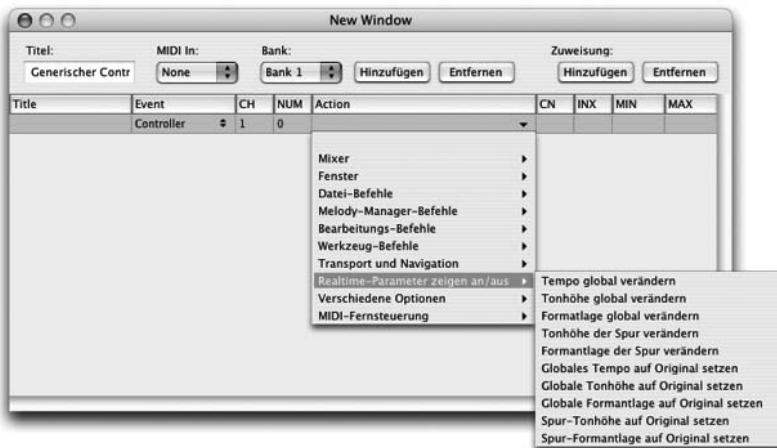 New Window
Titel: MIDI In: Bank: Zuweisung:
Generischer Contr None Bank 1 Hinzufügen Entfernen Hinzufügen Entfernen
Title Event CH NUM Action CN INX MIN MAX
Controller 1 0
Mixer
Fenster
Datei-Befehle
Melody-Manager-Befehle
Bearbeitungs-Befehle
Werkzeug-Befehle
Transport und Navigation
Realtime-Parameter zeigen an/aus
Verschiedene Optionen
MIDI-Fernsteuerung
Tempo global verändern
Tonhöhe global verändern
Formatlage global verändern
Tonhöhe der Spur verändern
Formantlage der Spur verändern
Globales Tempo auf Original setzen
Globale Tonhöhe auf Original setzen
Globale Formantlage auf Original setzen
Spur-Tonhöhe auf Original setzen
Spur-Formantlage auf Original setzen